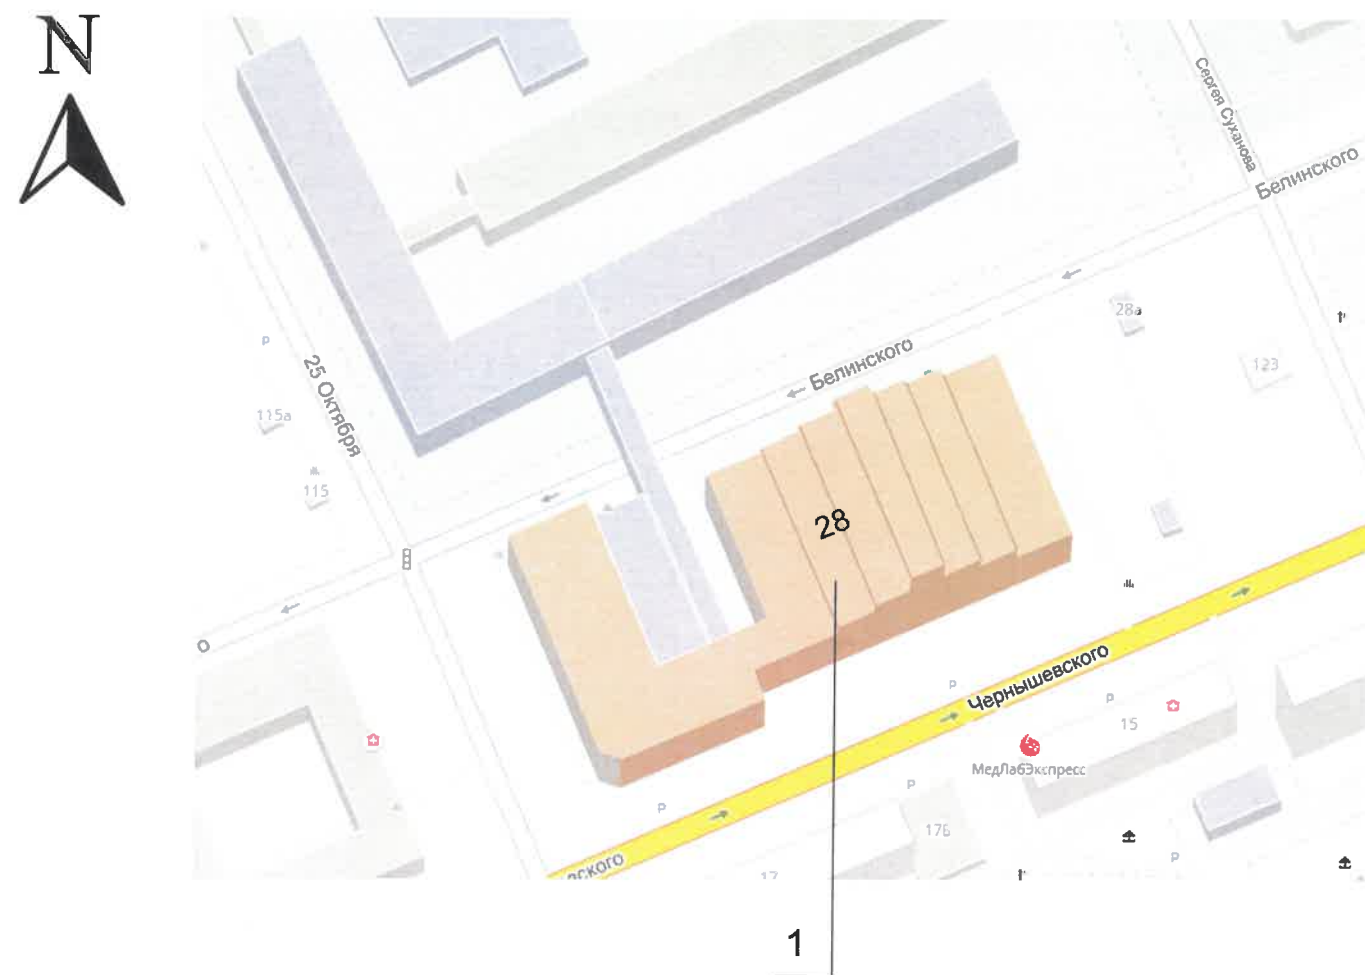 N
Сергея Суханова
Белинского
28а
123
Белинского
25 Октября
115а
115
28
Р
Р
Р
Р
Р
Р
О
Чернышевского
15
МедЛабЭкспресс
17Б
17
1